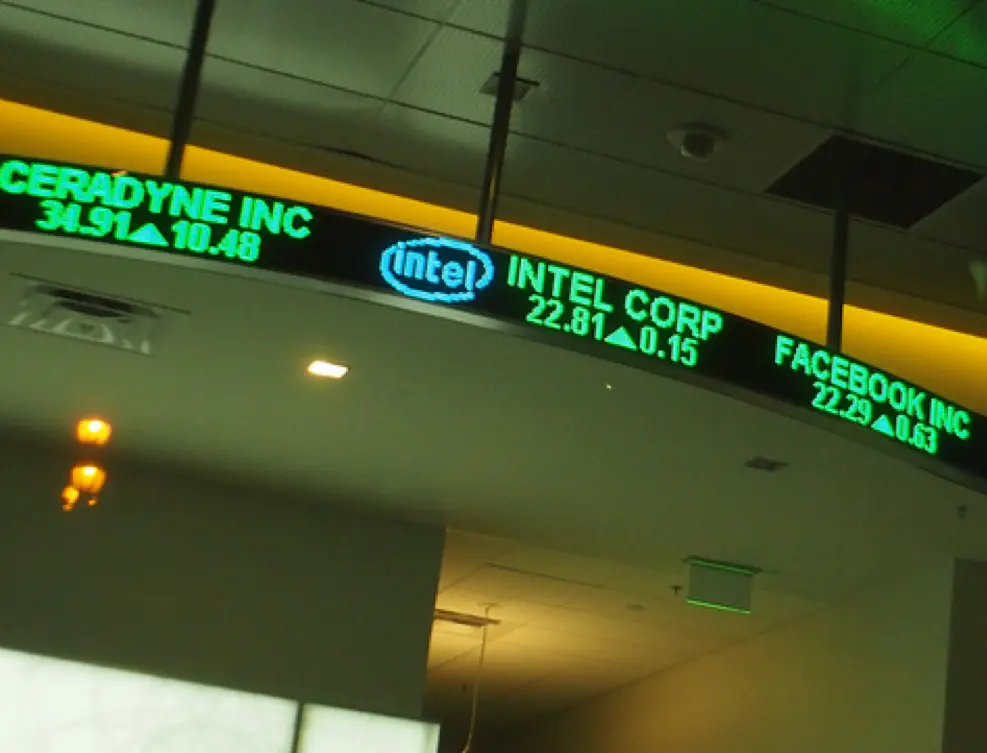 CERADYNE INC
34.91▲10.48
intel
INTEL CORP
22.81▲0.15
FACEBOOK INC
22.29▲0.63